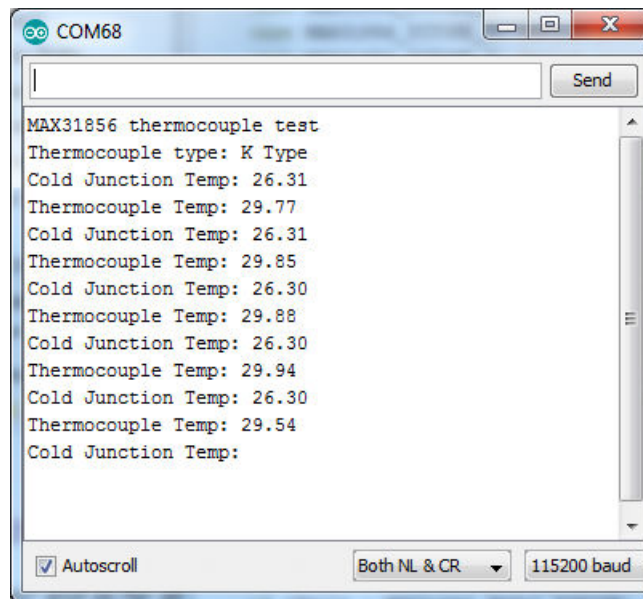 COM68
Send
MAX31856 thermocouple test
Thermocouple type: K Type
Cold Junction Temp: 26.31
Thermocouple Temp: 29.77
Cold Junction Temp: 26.31
Thermocouple Temp: 29.85
Cold Junction Temp: 26.30
Thermocouple Temp: 29.88
Cold Junction Temp: 26.30
Thermocouple Temp: 29.94
Cold Junction Temp: 26.30
Thermocouple Temp: 29.54
Cold Junction Temp:
Autoscroll
Both NL & CR
115200 baud